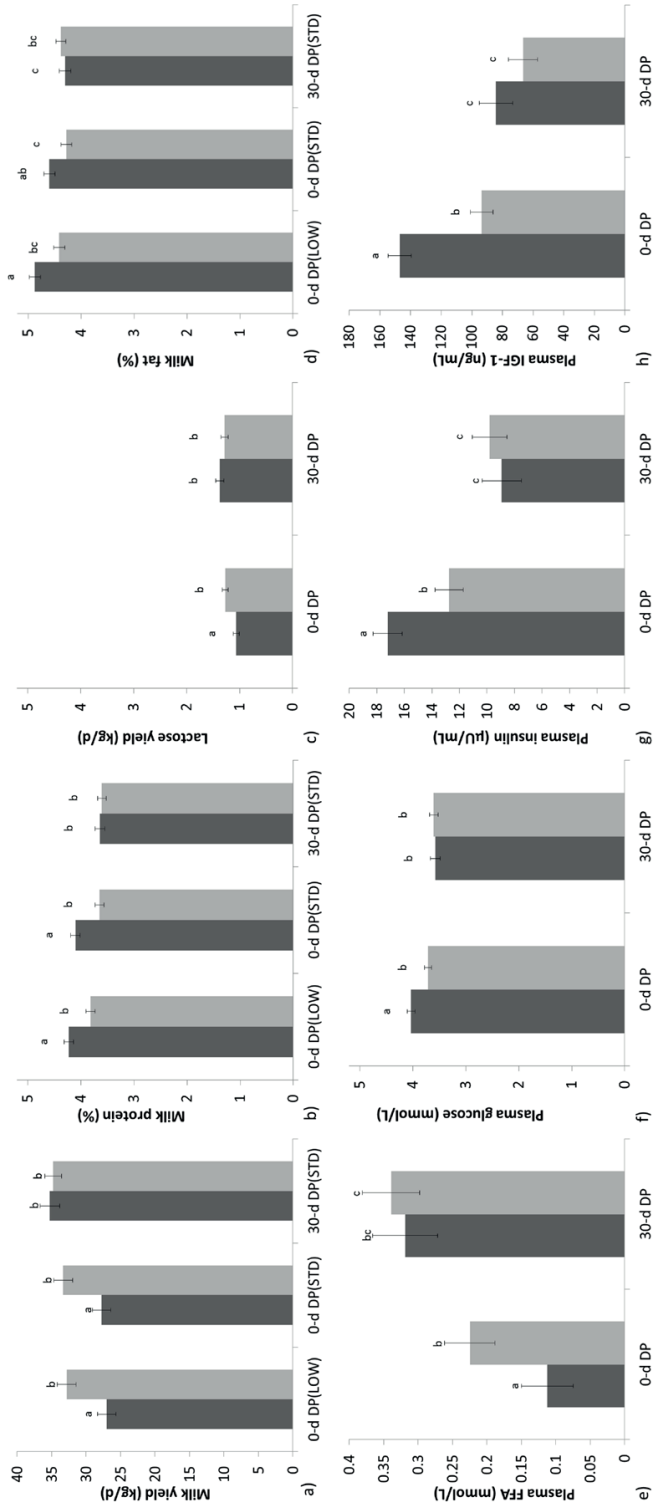 a)
Milk yield (kg/d)
40
35
30
25
20
15
10
5
0
a
b
a
b
b
b
0-d DP(LOW)
0-d DP(STD)
30-d DP(STD)
b)
Milk protein (%)
5
4
3
2
1
0
a
b
a
b
b
b
0-d DP(LOW)
0-d DP(STD)
30-d DP(STD)
c)
Lactose yield (kg/d)
5
4
3
2
1
0
a
b
b
b
0-d DP
30-d DP
d)
Milk fat (%)
5
4
3
2
1
0
a
bc
ab
c
c
bc
0-d DP(LOW)
0-d DP(STD)
30-d DP(STD)
e)
Plasma FFA (mmol/L)
0.4
0.35
0.3
0.25
0.2
0.15
0.1
0.05
0
a
b
bc
c
0-d DP
30-d DP
f)
Plasma glucose (mmol/L)
5
4
3
2
1
0
a
b
b
b
0-d DP
30-d DP
g)
Plasma insulin (µU/mL)
20
18
16
14
12
10
8
6
4
2
0
a
b
c
c
0-d DP
30-d DP
h)
Plasma IGF-1 (ng/mL)
180
160
140
120
100
80
60
40
20
0
a
b
c
c
0-d DP
30-d DP